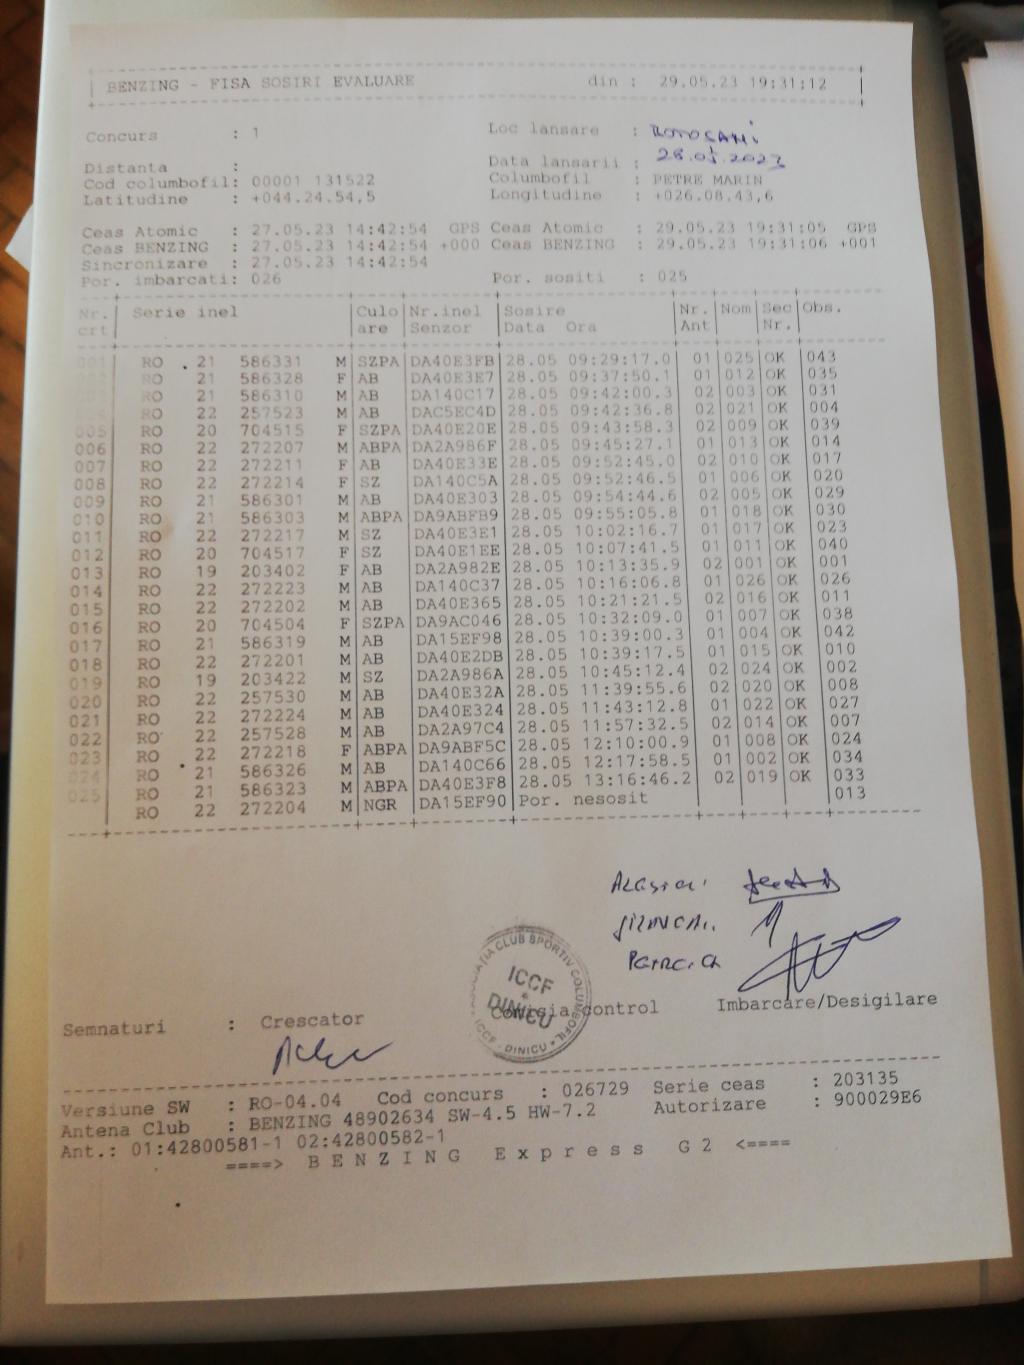 BENZING - FISA SOSIRI EVALUARE din : 29.05.23 19:31:12
Concurs : 1 Loc lansare :
Data lansarii : 28.05.2023
Distanta :
Cod columbofil: 00001 131522 Columbofil : PETRE MARIN
Latitudine : +044.24.54,5 Longitudine : +026.08.43,6
Ceas Atomic : 27.05.23 14:42:54 GPS Ceas Atomic : 29.05.23 19:31:05 GPS
Ceas BENZING : 27.05.23 14:42:54 +000 Ceas BENZING : 29.05.23 19:31:06 +001
Sincronizare : 27.05.23 14:42:54
Por. imbarcati: 026 Por. sositi : 025
Nr. Serie inel Culo Nr.inel Sosire Nr. Nom Sec Obs.
crt are Senzor Data Ora Ant Nr.
001 RO 21 586331 M SZPA DA40E3FB 28.05 09:29:17.0 01 025 OK 043
RO 21 586328 F AB DA40E3E7 28.05 09:37:50.1 01 012 OK 035
RO 21 586310 M AB DA140C17 28.05 09:42:00.3 02 003 OK 031
RO 22 257523 M AB DAC5EC4D 28.05 09:42:36.8 02 021 OK 004
005 RO 20 704515 F SZPA DA40E20E 28.05 09:43:58.3 02 009 OK 039
006 RO 22 272207 M ABPA DA2A986F 28.05 09:45:27.1 01 013 OK 014
007 RO 22 272211 F AB DA40E33E 28.05 09:52:45.0 02 010 OK 017
008 RO 22 272214 F SZ DA140C5A 28.05 09:52:46.5 01 006 OK 020
009 RO 21 586301 M AB DA40E303 28.05 09:54:44.6 02 005 OK 029
010 RO 21 586303 M ABPA DA9ABFB9 28.05 09:55:05.8 01 018 OK 030
011 RO 22 272217 M SZ DA40E3E1 28.05 10:02:16.7 01 017 OK 023
012 RO 20 704517 F SZ DA40E1EE 28.05 10:07:41.5 01 011 OK 040
013 RO 19 203402 F AB DA2A982E 28.05 10:13:35.9 02 001 OK 001
014 RO 22 272223 M AB DA140C37 28.05 10:16:06.8 01 026 OK 026
015 RO 22 272202 M AB DA40E365 28.05 10:21:21.5 02 016 OK 011
016 RO 20 704504 F SZPA DA9AC046 28.05 10:32:09.0 01 007 OK 038
017 RO 21 586319 M AB DA15EF98 28.05 10:39:00.3 01 004 OK 042
018 RO 22 272201 M AB DA40E2DB 28.05 10:39:17.5 01 015 OK 010
019 RO 19 203422 M SZ DA2A986A 28.05 10:45:12.4 02 024 OK 002
020 RO 22 257530 M AB DA40E32A 28.05 11:39:55.6 02 020 OK 008
021 RO 22 272224 M AB DA40E324 28.05 11:43:12.8 01 022 OK 027
022 RO 22 257528 M AB DA2A97C4 28.05 11:57:32.5 02 014 OK 007
023 RO 22 272218 F ABPA DA9ABF5C 28.05 12:10:00.9 01 008 OK 024
024 RO 21 586326 M AB DA140C66 28.05 12:17:58.5 01 002 OK 034
025 RO 21 586323 M ABPA DA40E3F8 28.05 13:16:46.2 02 019 OK 033
RO 22 272204 M NGR DA15EF90 Por. nesosit 013
ASOCIATIA CLUB SPORTIV COLUMBOFIL
ICCF
DINICU
ICCF - DINICU
Semnaturi : Crescator Comisia control Imbarcare/Desigilare
Versiune SW : RO-04.04 Cod concurs : 026729 Serie ceas : 203135
Antena Club : BENZING 48902634 SW-4.5 HW-7.2 Autorizare : 900029E6
Ant.: 01:42800581-1 02:42800582-1
====> B E N Z I N G E x p r e s s G 2 <====